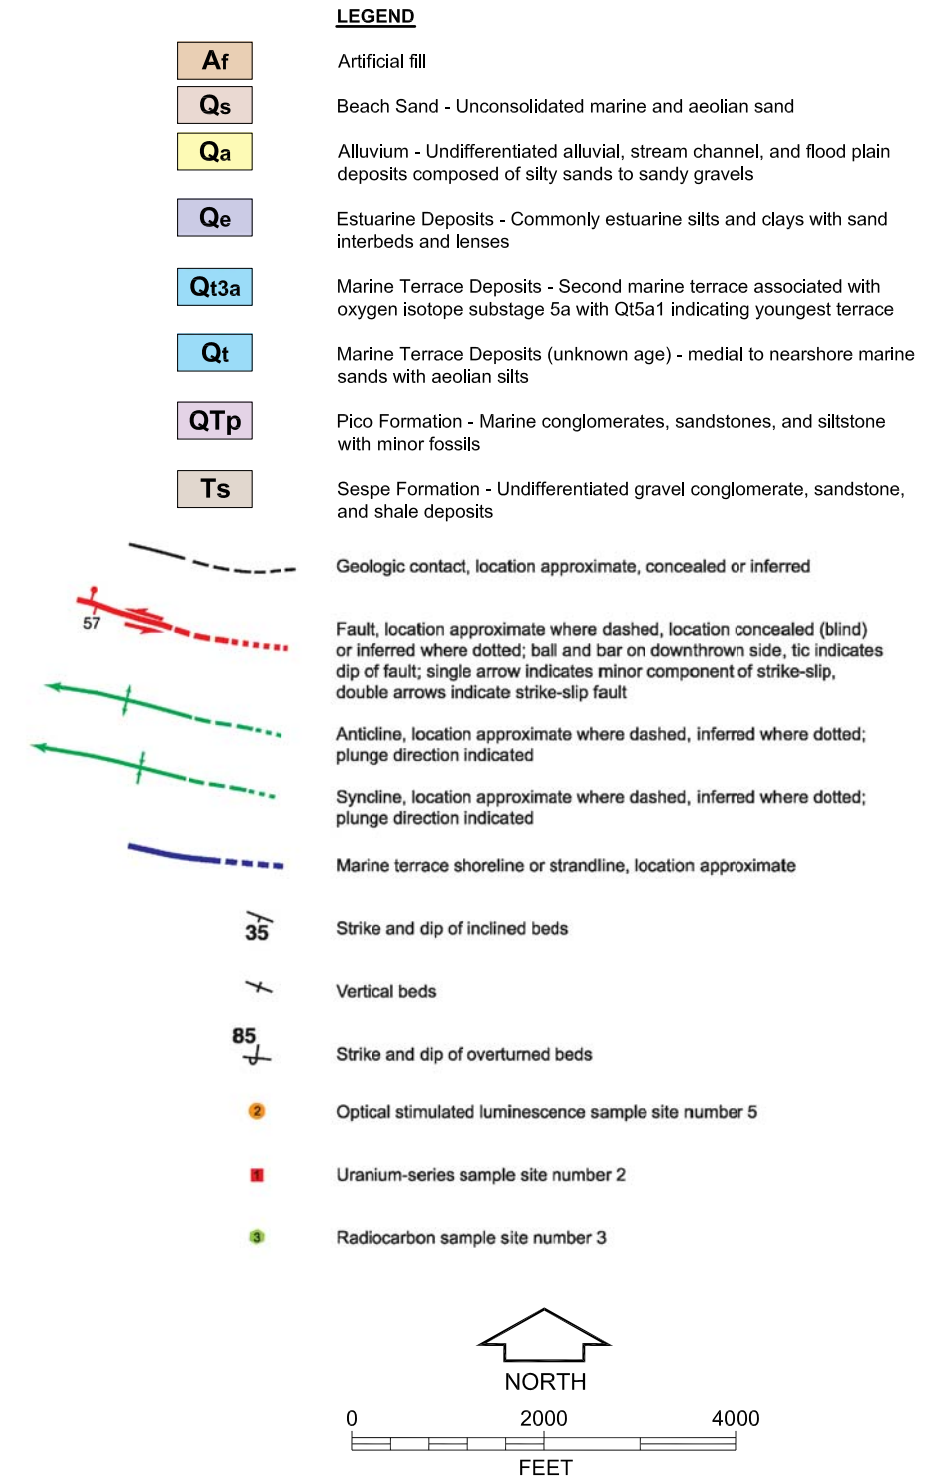 LEGEND
Af
Artificial fill
Qs
Beach Sand - Unconsolidated marine and aeolian sand
Qa
Alluvium - Undifferentiated alluvial, stream channel, and flood plain
deposits composed of silty sands to sandy gravels
Qe
Estuarine Deposits - Commonly estuarine silts and clays with sand
interbeds and lenses
Qt3a
Marine Terrace Deposits - Second marine terrace associated with
oxygen isotope substage 5a with Qt5a1 indicating youngest terrace
Qt
Marine Terrace Deposits (unknown age) - medial to nearshore marine
sands with aeolian silts
QTp
Pico Formation - Marine conglomerates, sandstones, and siltstone
with minor fossils
Ts
Sespe Formation - Undifferentiated gravel conglomerate, sandstone,
and shale deposits
Geologic contact, location approximate, concealed or inferred
57
Fault, location approximate where dashed, location concealed (blind)
or inferred where dotted; ball and bar on downthrown side, tic indicates
dip of fault; single arrow indicates minor component of strike-slip,
double arrows indicate strike-slip fault
Anticline, location approximate where dashed, inferred where dotted;
plunge direction indicated
Syncline, location approximate where dashed, inferred where dotted;
plunge direction indicated
Marine terrace shoreline or strandline, location approximate
35
Strike and dip of inclined beds
Vertical beds
85
Strike and dip of overturned beds
2
Optical stimulated luminescence sample site number 5
1
Uranium-series sample site number 2
3
Radiocarbon sample site number 3
NORTH
0 2000 4000
FEET